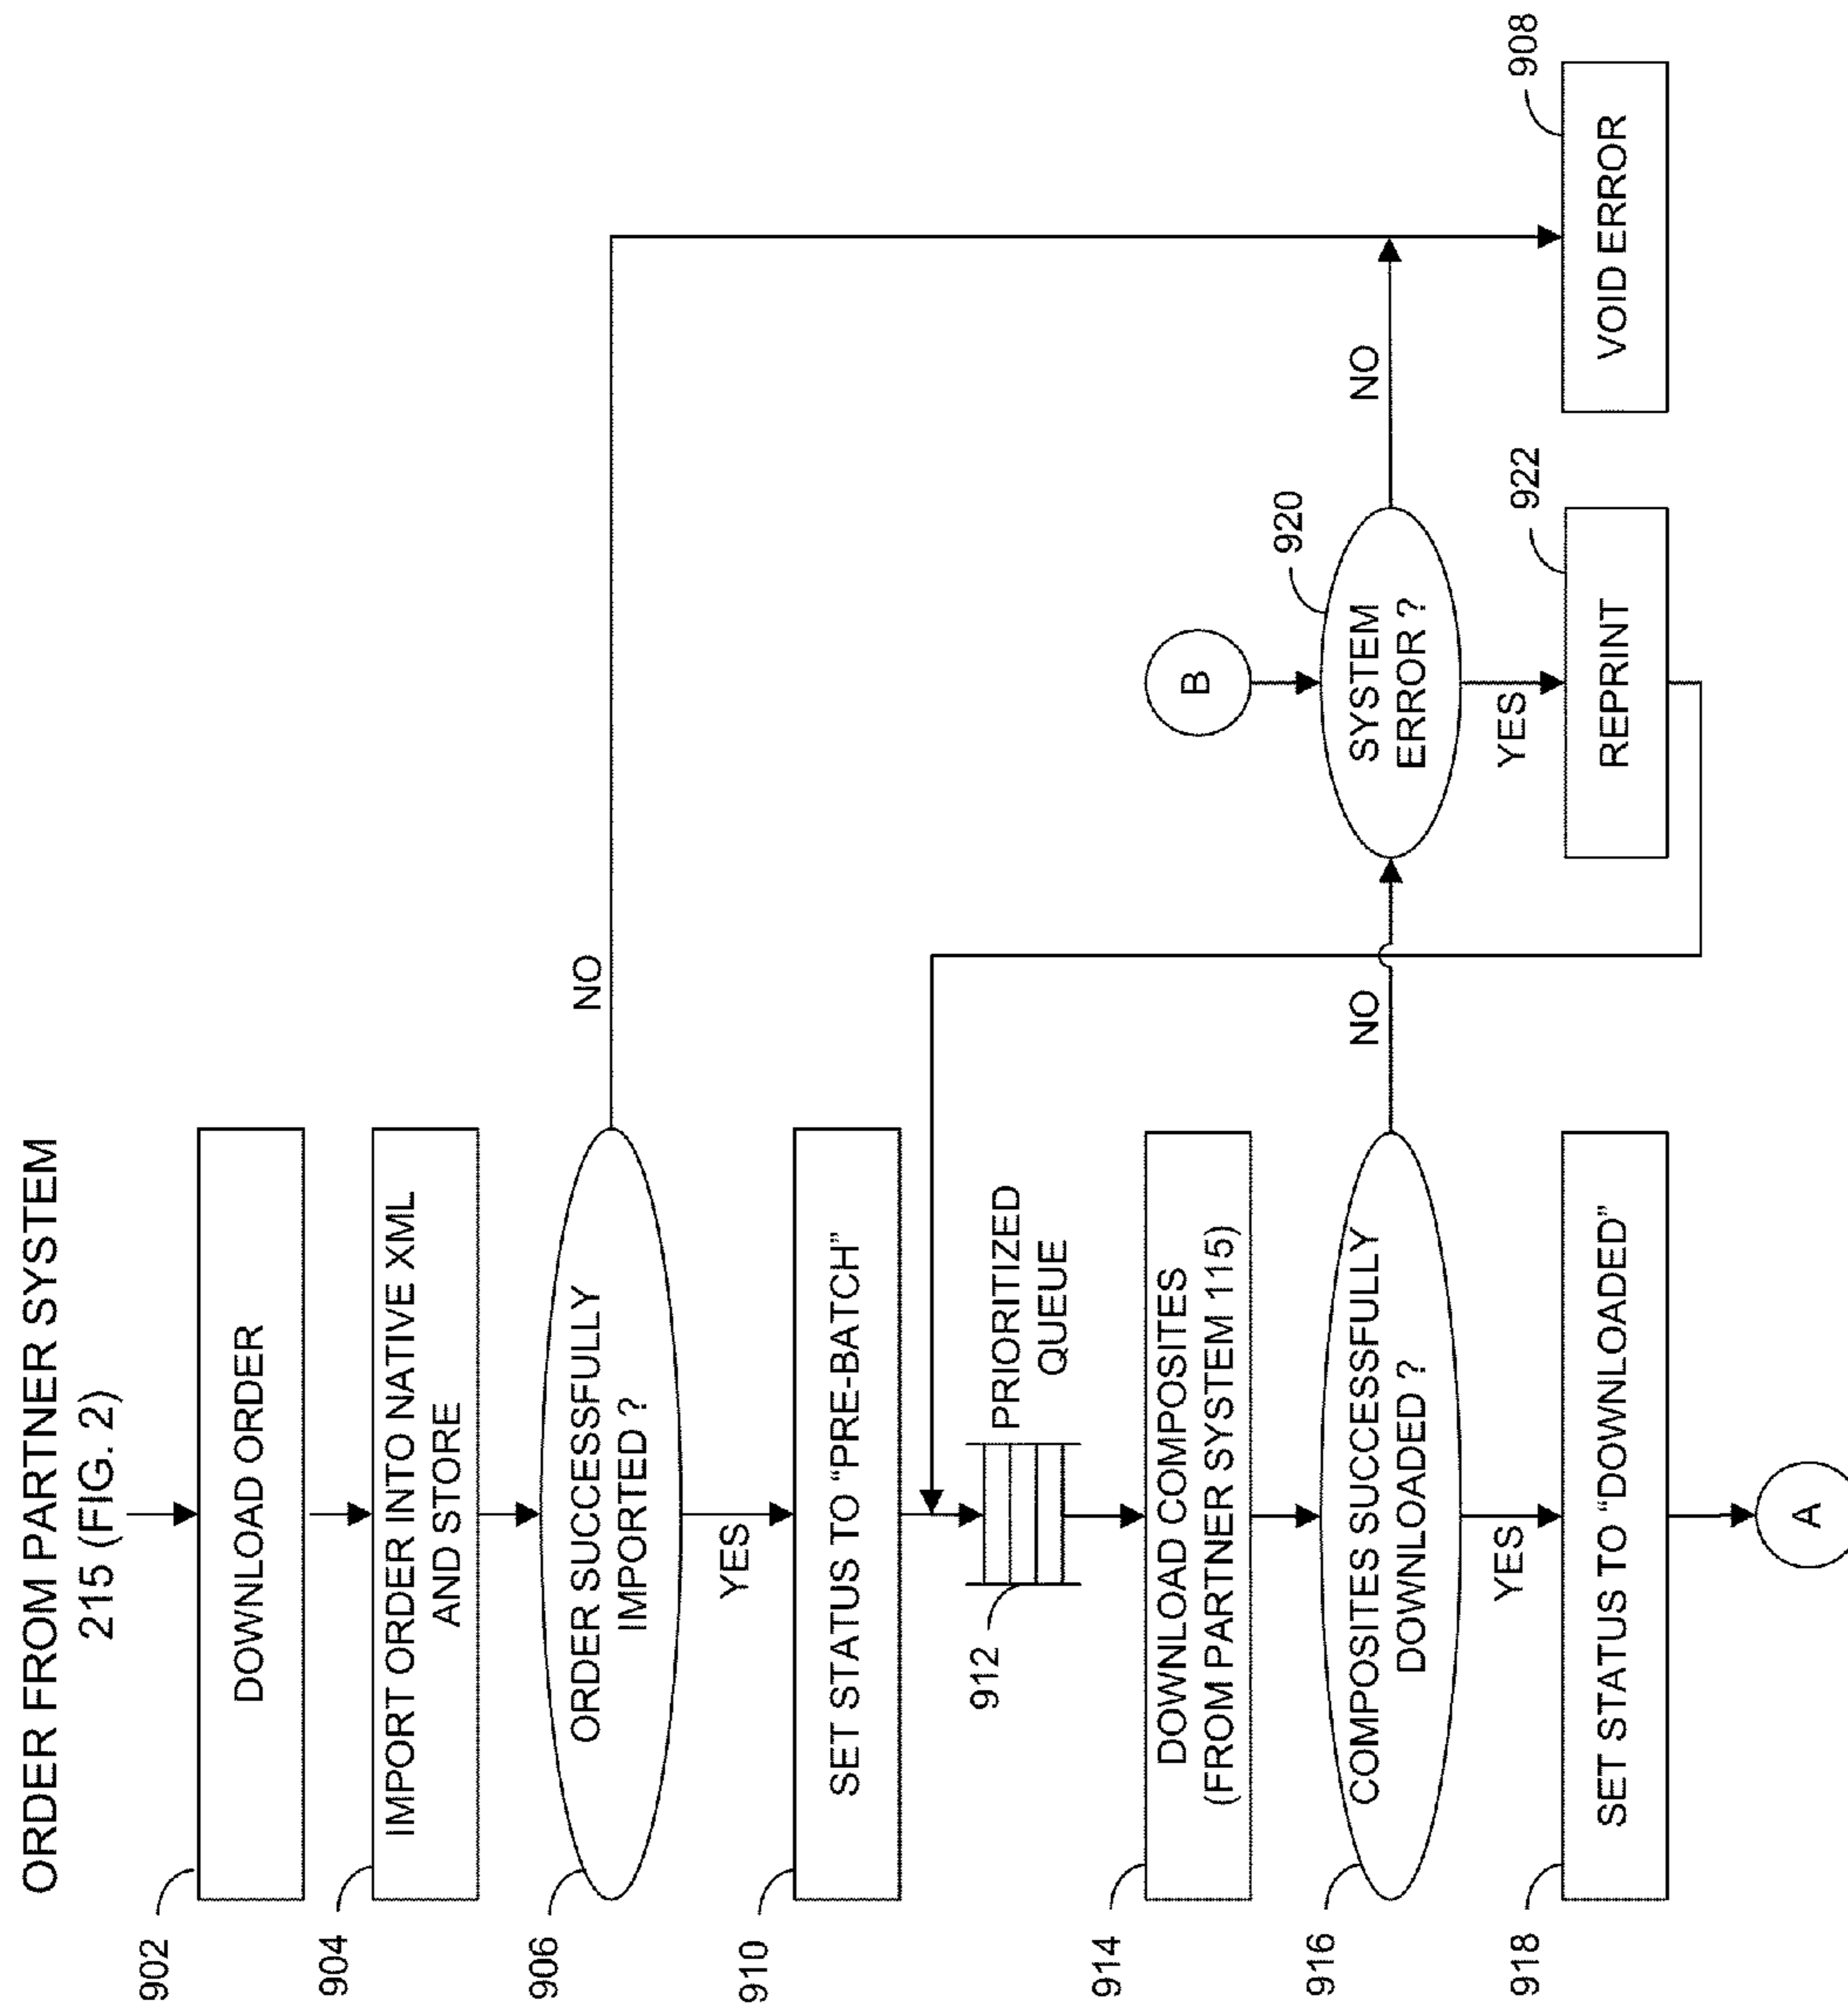 ORDER FROM PARTNER SYSTEM
215 (FIG. 2)
902
DOWNLOAD ORDER
904
IMPORT ORDER INTO NATIVE XML
AND STORE
906
ORDER SUCCESSFULLY
IMPORTED ?
NO
YES
910
SET STATUS TO “PRE-BATCH”
912
PRIORITIZED
QUEUE
914
DOWNLOAD COMPOSITES
(FROM PARTNER SYSTEM 115)
916
COMPOSITES SUCCESSFULLY
DOWNLOADED ?
NO
YES
918
SET STATUS TO “DOWNLOADED”
A
B
920
SYSTEM
ERROR ?
NO
YES
922
REPRINT
908
VOID ERROR